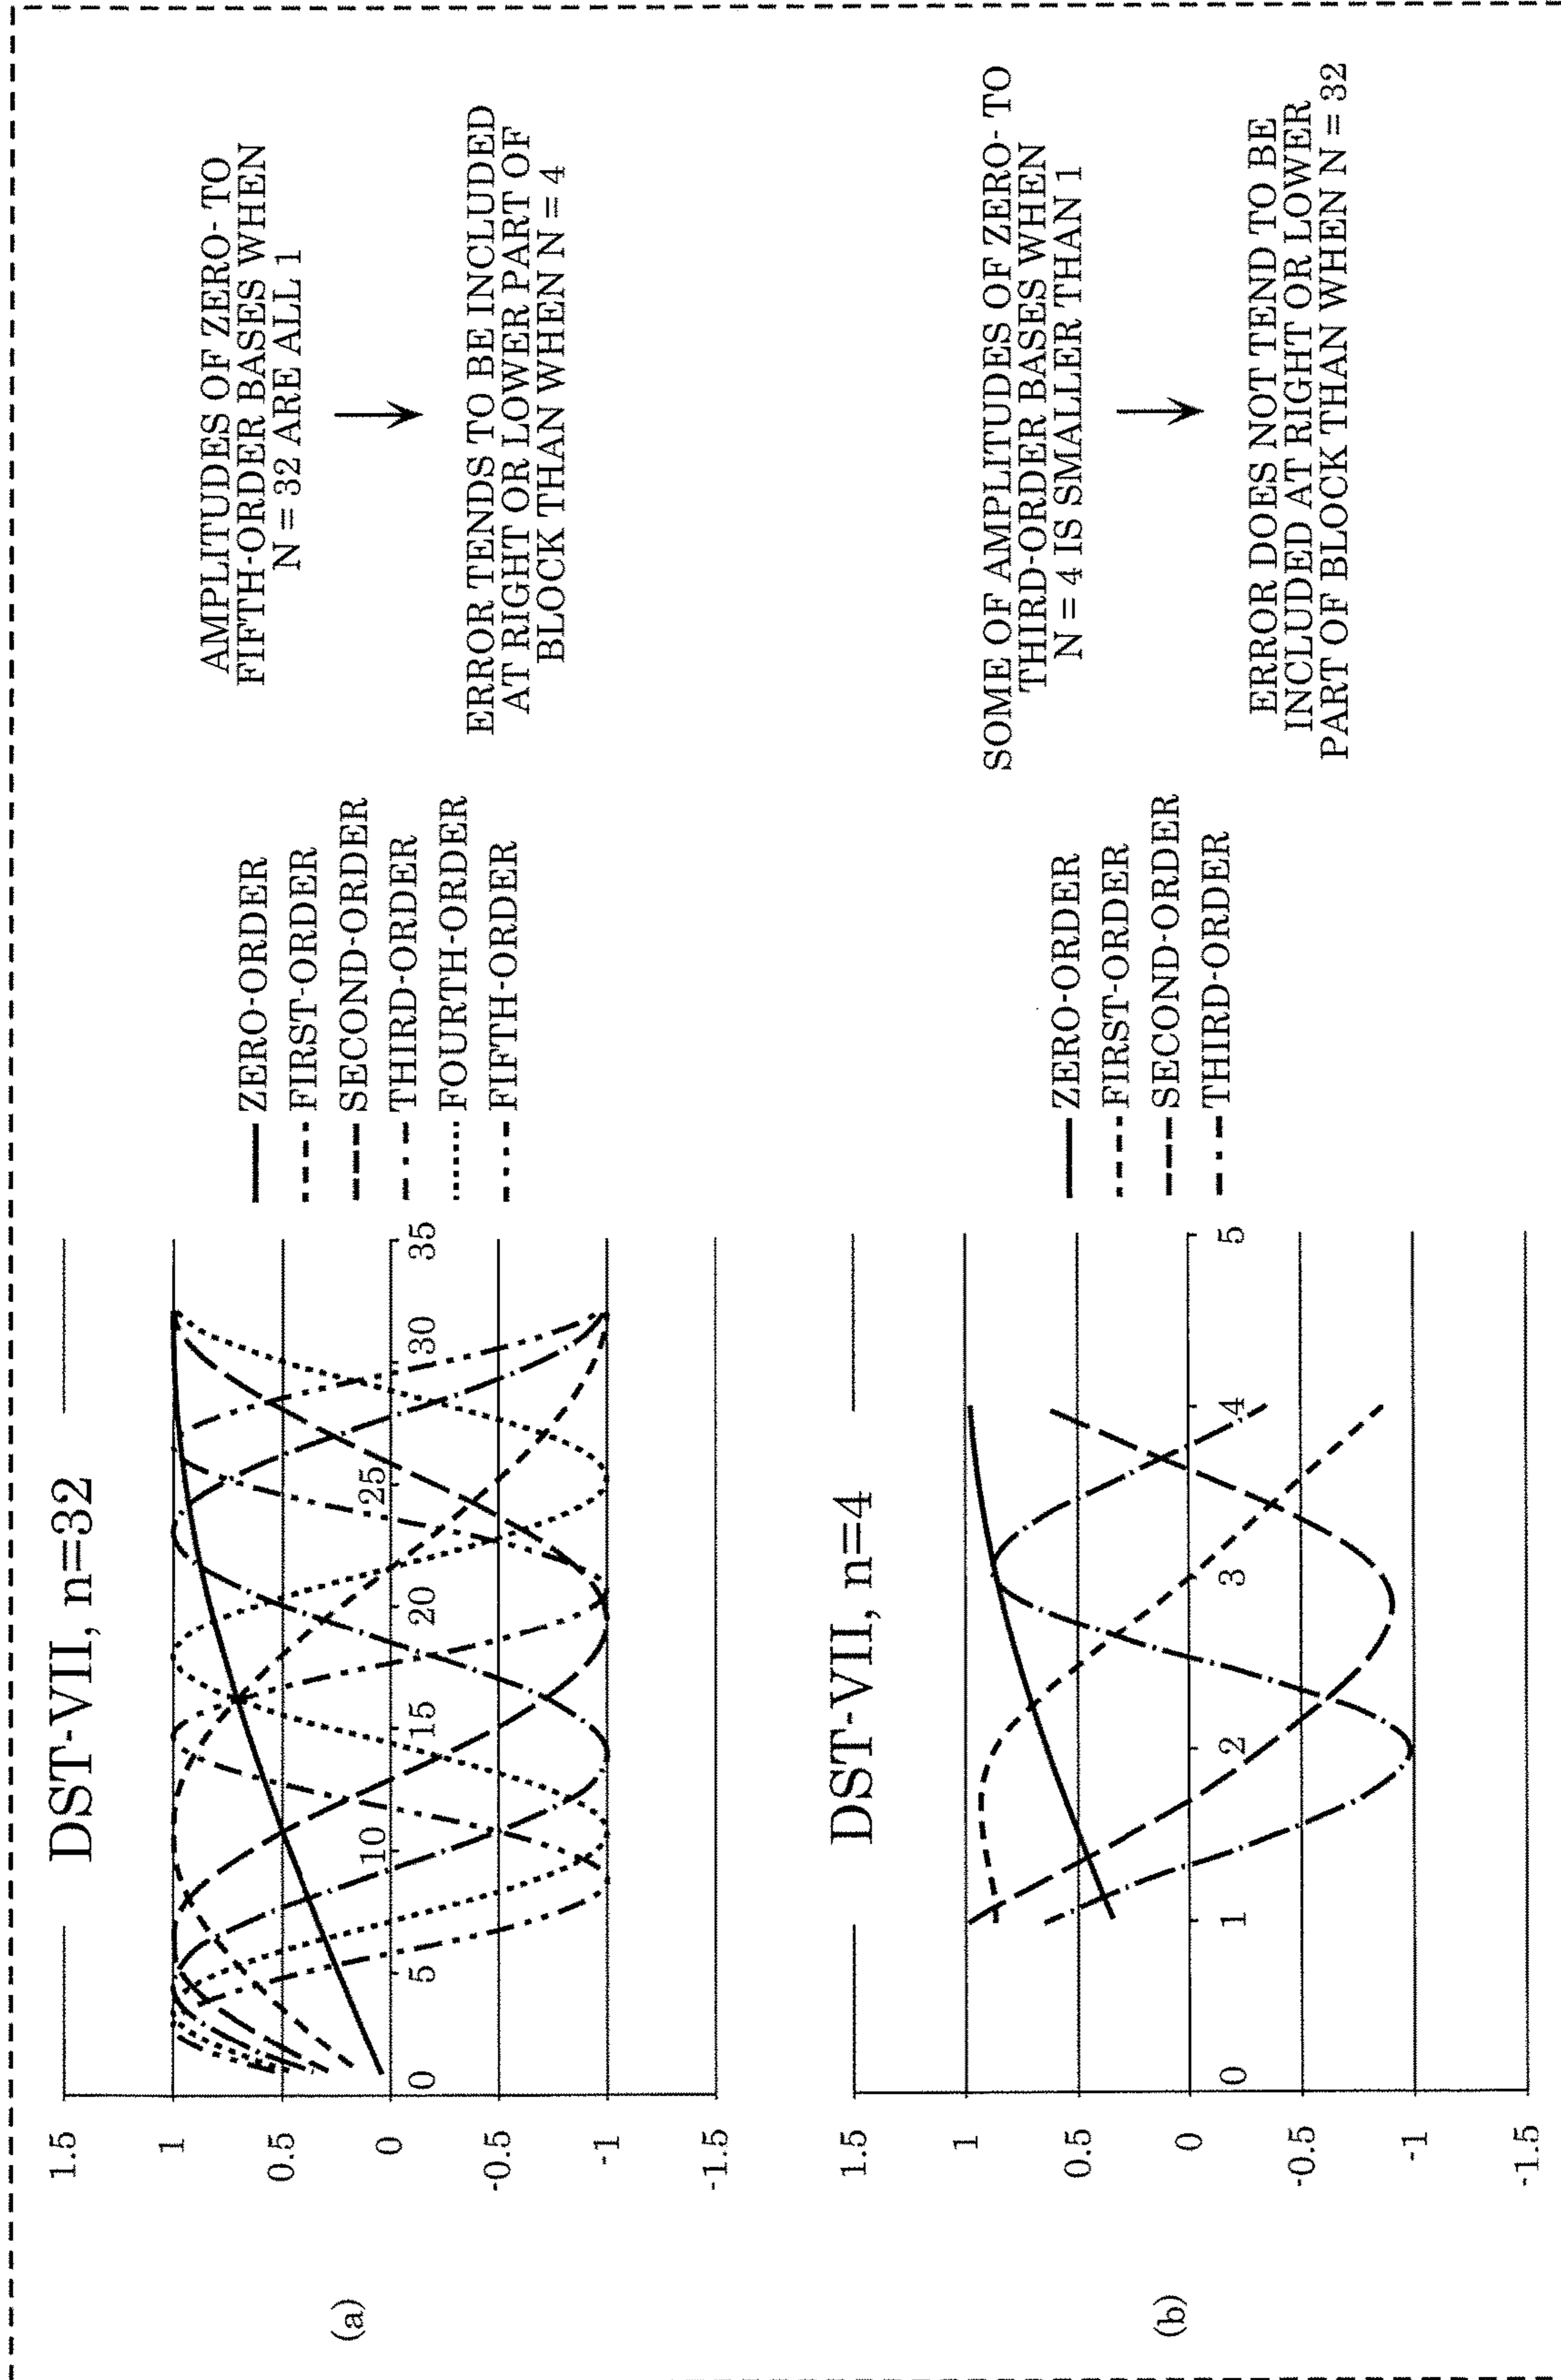 (a)
DST-VII, n=32
1.5
1
0.5
0
-0.5
-1
-1.5
0
5
10
15
20
25
30
35
ZERO-ORDER
FIRST-ORDER
SECOND-ORDER
THIRD-ORDER
FOURTH-ORDER
FIFTH-ORDER
AMPLITUDES OF ZERO- TO
FIFTH-ORDER BASES WHEN
N = 32 ARE ALL 1
ERROR TENDS TO BE INCLUDED
AT RIGHT OR LOWER PART OF
BLOCK THAN WHEN N = 4
(b)
DST-VII, n=4
1.5
1
0.5
0
-0.5
-1
-1.5
0
1
2
3
4
5
ZERO-ORDER
FIRST-ORDER
SECOND-ORDER
THIRD-ORDER
SOME OF AMPLITUDES OF ZERO- TO
THIRD-ORDER BASES WHEN
N = 4 IS SMALLER THAN 1
ERROR DOES NOT TEND TO BE
INCLUDED AT RIGHT OR LOWER
PART OF BLOCK THAN WHEN N = 32